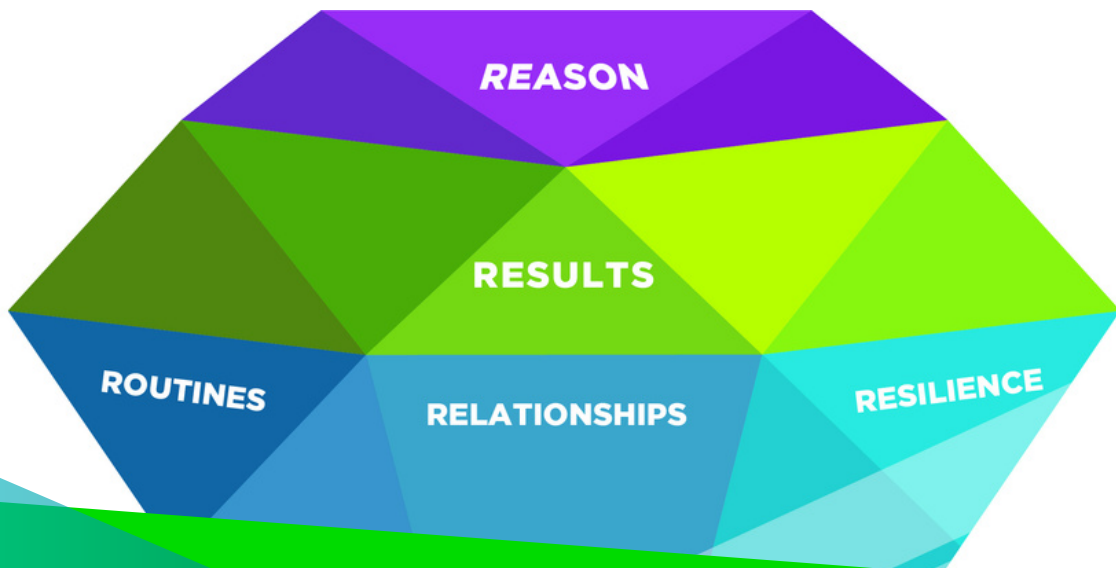 REASON
RESULTS
ROUTINES
RELATIONSHIPS
RESILIENCE